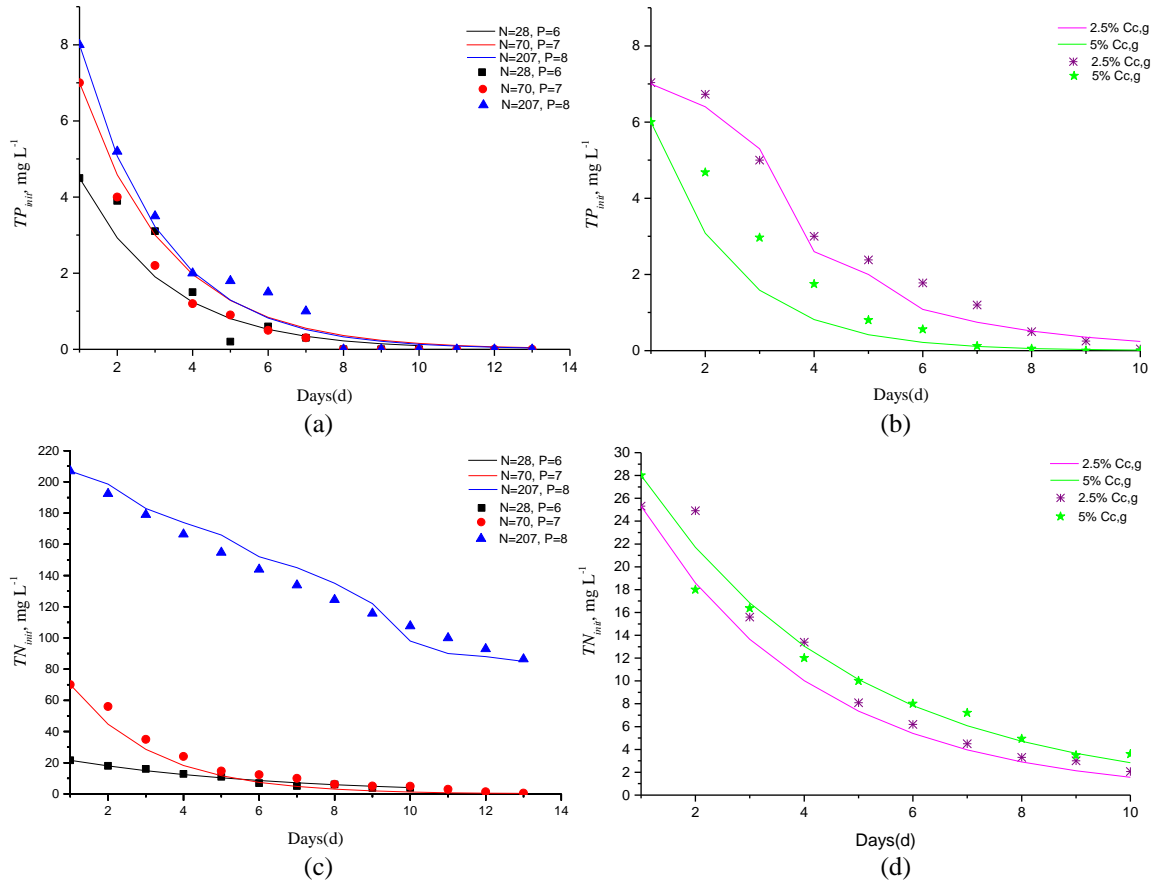 N=28, P=6
N=70, P=7
N=207, P=8
N=28, P=6
N=70, P=7
N=207, P=8
8
6
4
2
0
TP_init, mg L⁻¹
2 4 6 8 10 12 14
Days(d)
(a)
2.5% Cc,g
5% Cc,g
2.5% Cc,g
5% Cc,g
8
6
4
2
0
TP_init, mg L⁻¹
2 4 6 8 10
Days(d)
(b)
N=28, P=6
N=70, P=7
N=207, P=8
N=28, P=6
N=70, P=7
N=207, P=8
220
200
180
160
140
120
100
80
60
40
20
0
TN_init, mg L⁻¹
2 4 6 8 10 12 14
Days(d)
(c)
2.5% Cc,g
5% Cc,g
2.5% Cc,g
5% Cc,g
30
28
26
24
22
20
18
16
14
12
10
8
6
4
2
0
TN_init, mg L⁻¹
2 4 6 8 10
Days(d)
(d)